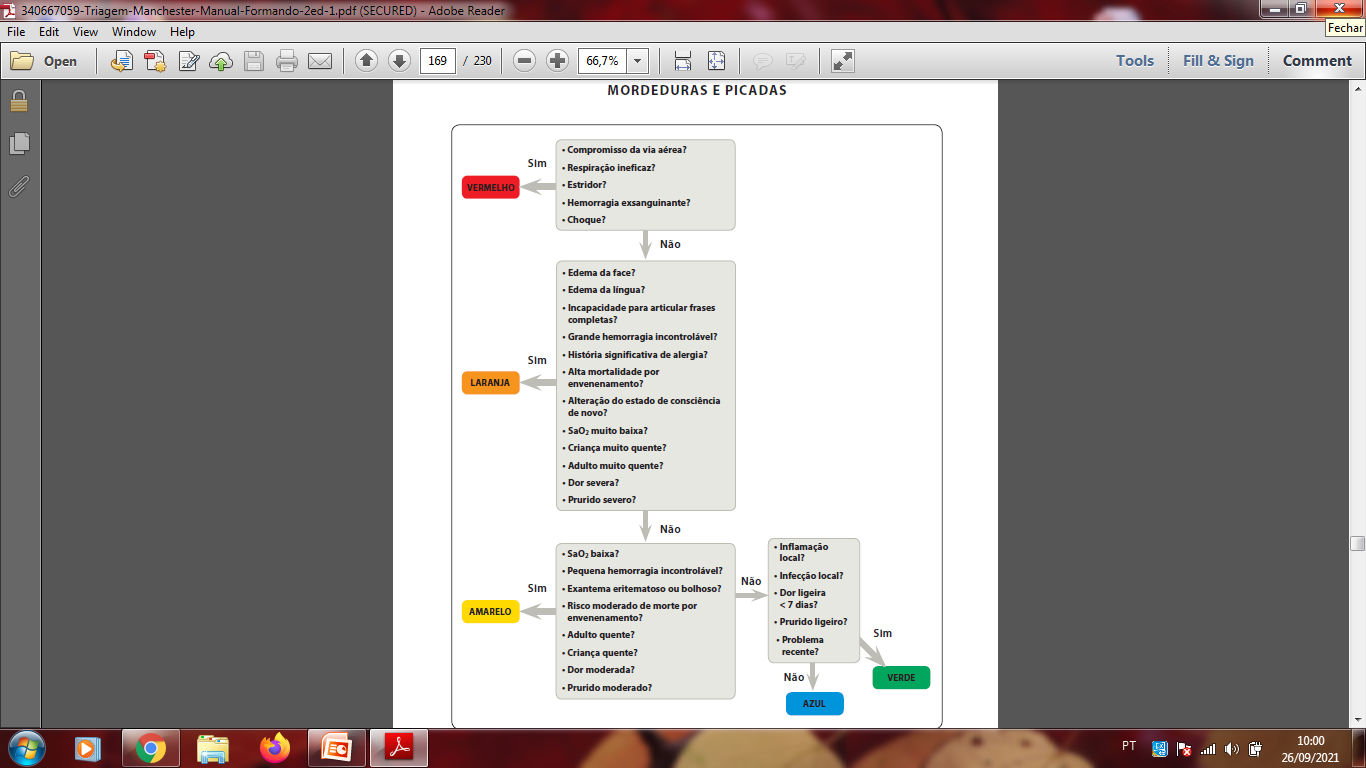 340667059-Triagem-Manchester-Manual-Formando-2ed-1.pdf (SECURED) - Adobe Reader
Fechar
File Edit View Window Help
Open
169 / 230
66,7%
Tools Fill & Sign Comment
MORDEDURAS E PICADAS
• Compromisso da via aérea?
• Respiração ineficaz?
• Estridor?
• Hemorragia exsanguinante?
• Choque?
Sim
VERMELHO
Não
• Edema da face?
• Edema da língua?
• Incapacidade para articular frases
completas?
• Grande hemorragia incontrolável?
• História significativa de alergia?
• Alta mortalidade por
envenenamento?
• Alteração do estado de consciência
de novo?
• SaO2 muito baixa?
• Criança muito quente?
• Adulto muito quente?
• Dor severa?
• Prurido severo?
Sim
LARANJA
Não
• SaO2 baixa?
• Pequena hemorragia incontrolável?
• Exantema eritematoso ou bolhoso?
• Risco moderado de morte por
envenenamento?
• Adulto quente?
• Criança quente?
• Dor moderada?
• Prurido moderado?
Sim
AMARELO
Não
• Inflamação
local?
• Infecção local?
• Dor ligeira
< 7 dias?
• Prurido ligeiro?
• Problema
recente?
Sim
VERDE
Não
AZUL
PT
10:00
26/09/2021